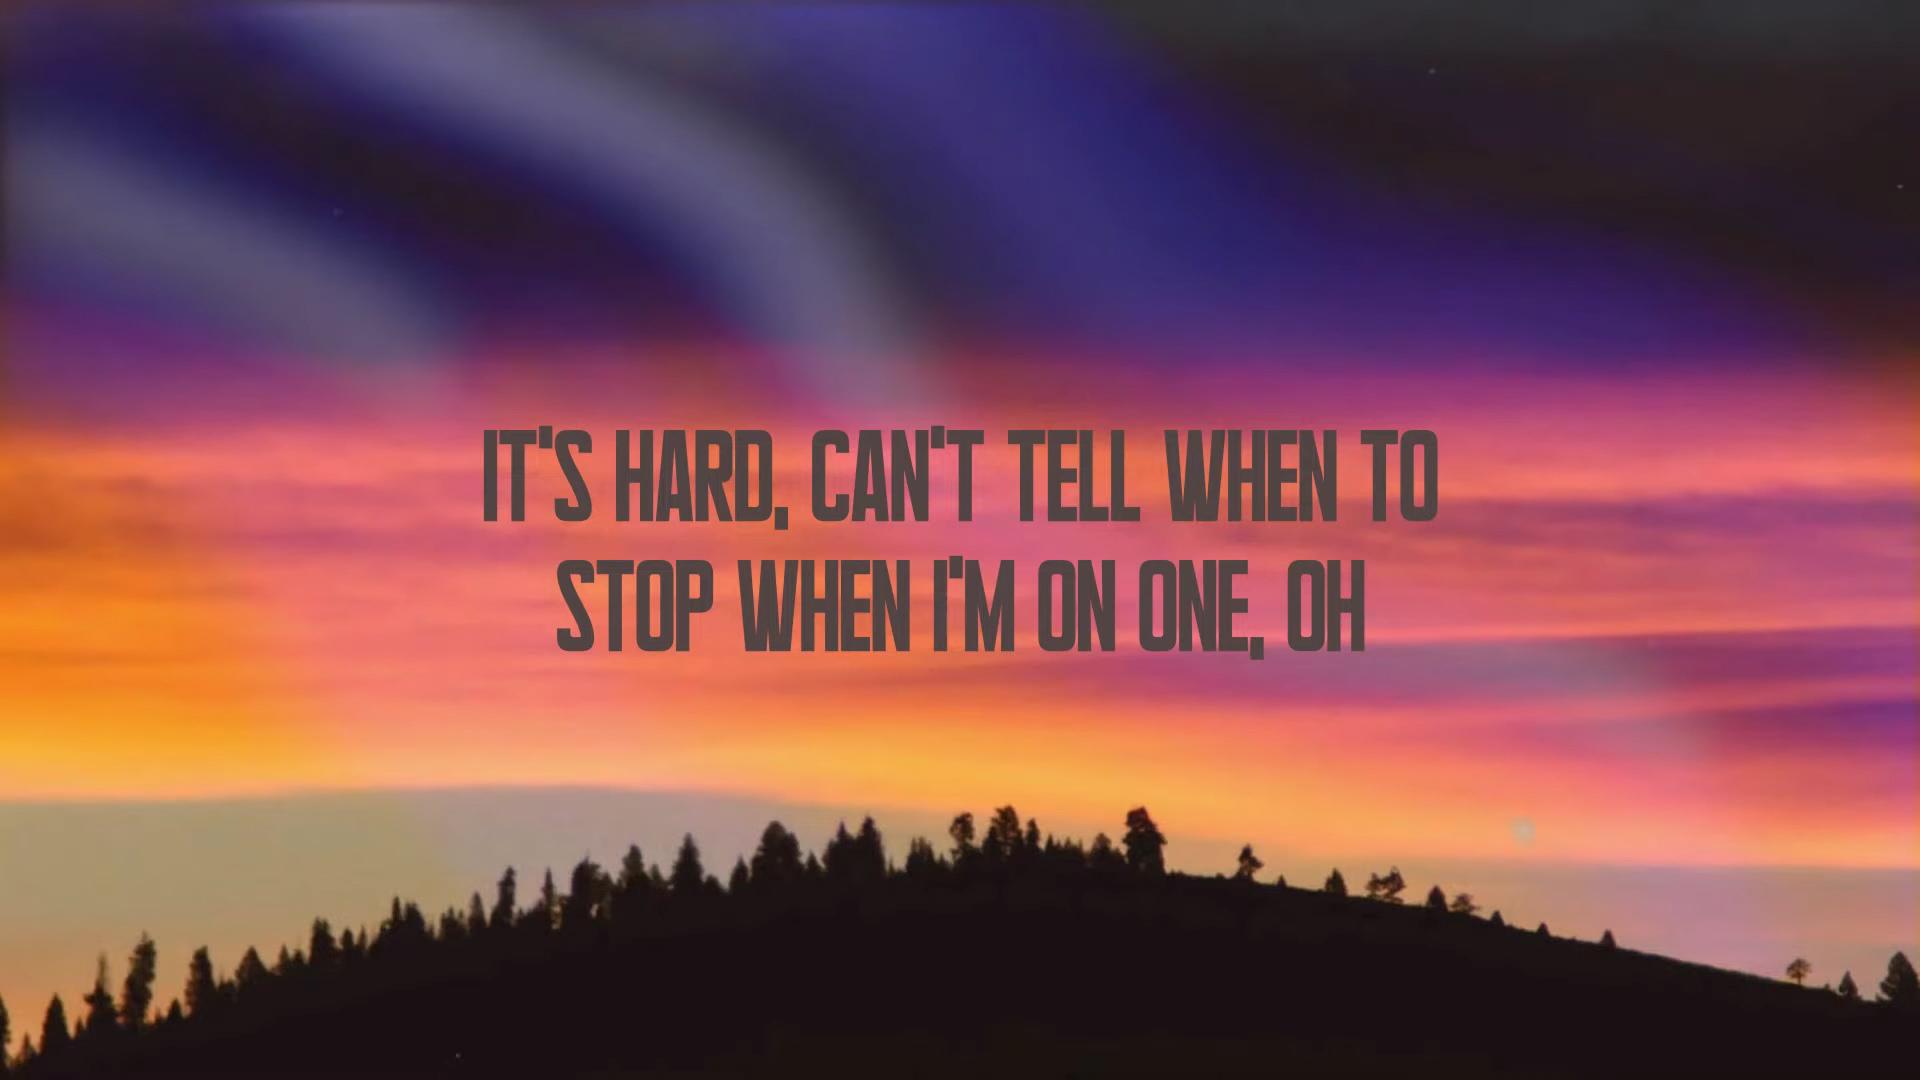 IT'S HARD, CAN'T TELL WHEN TO
STOP WHEN I'M ON ONE, OH